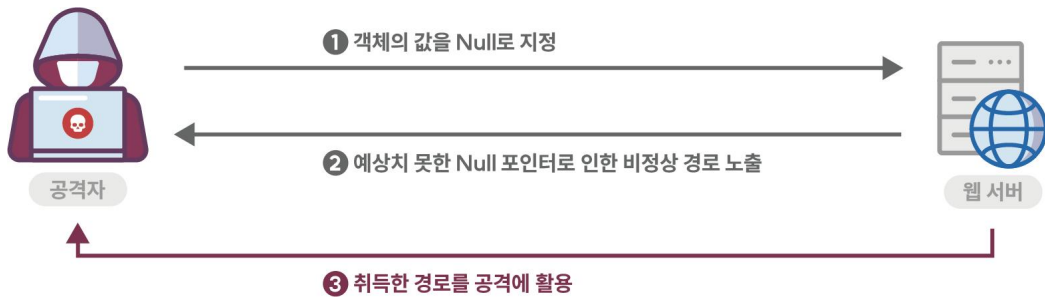 ❶ 객체의 값을 Null로 지정
❷ 예상치 못한 Null 포인터로 인한 비정상 경로 노출
공격자
웹 서버
❸ 취득한 경로를 공격에 활용